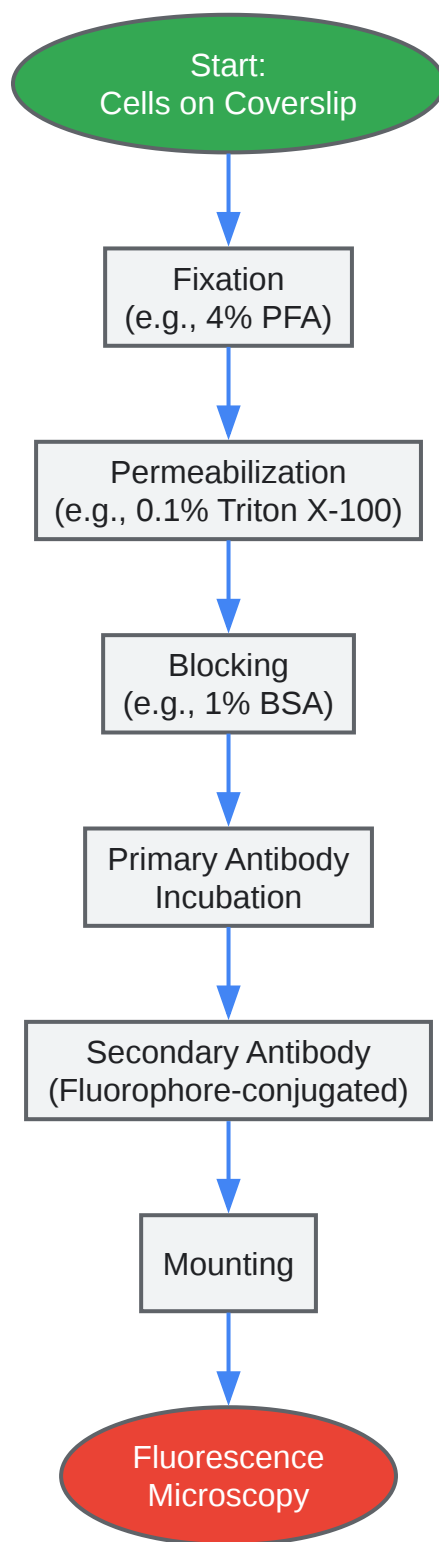 Start:
Cells on Coverslip
Fixation
(e.g., 4% PFA)
Permeabilization
(e.g., 0.1% Triton X-100)
Blocking
(e.g., 1% BSA)
Primary Antibody
Incubation
Secondary Antibody
(Fluorophore-conjugated)
Mounting
Fluorescence
Microscopy